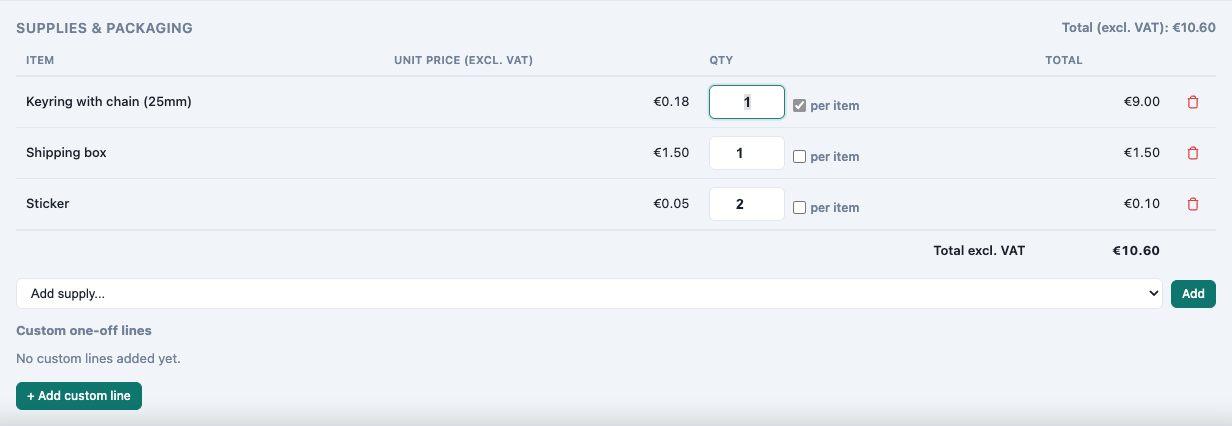 SUPPLIES & PACKAGING Total (excl. VAT): €10.60
ITEM UNIT PRICE (EXCL. VAT) QTY TOTAL
Keyring with chain (25mm) €0.18 1 per item €9.00
Shipping box €1.50 1 per item €1.50
Sticker €0.05 2 per item €0.10
Total excl. VAT €10.60
Add supply... Add
Custom one-off lines
No custom lines added yet.
+ Add custom line